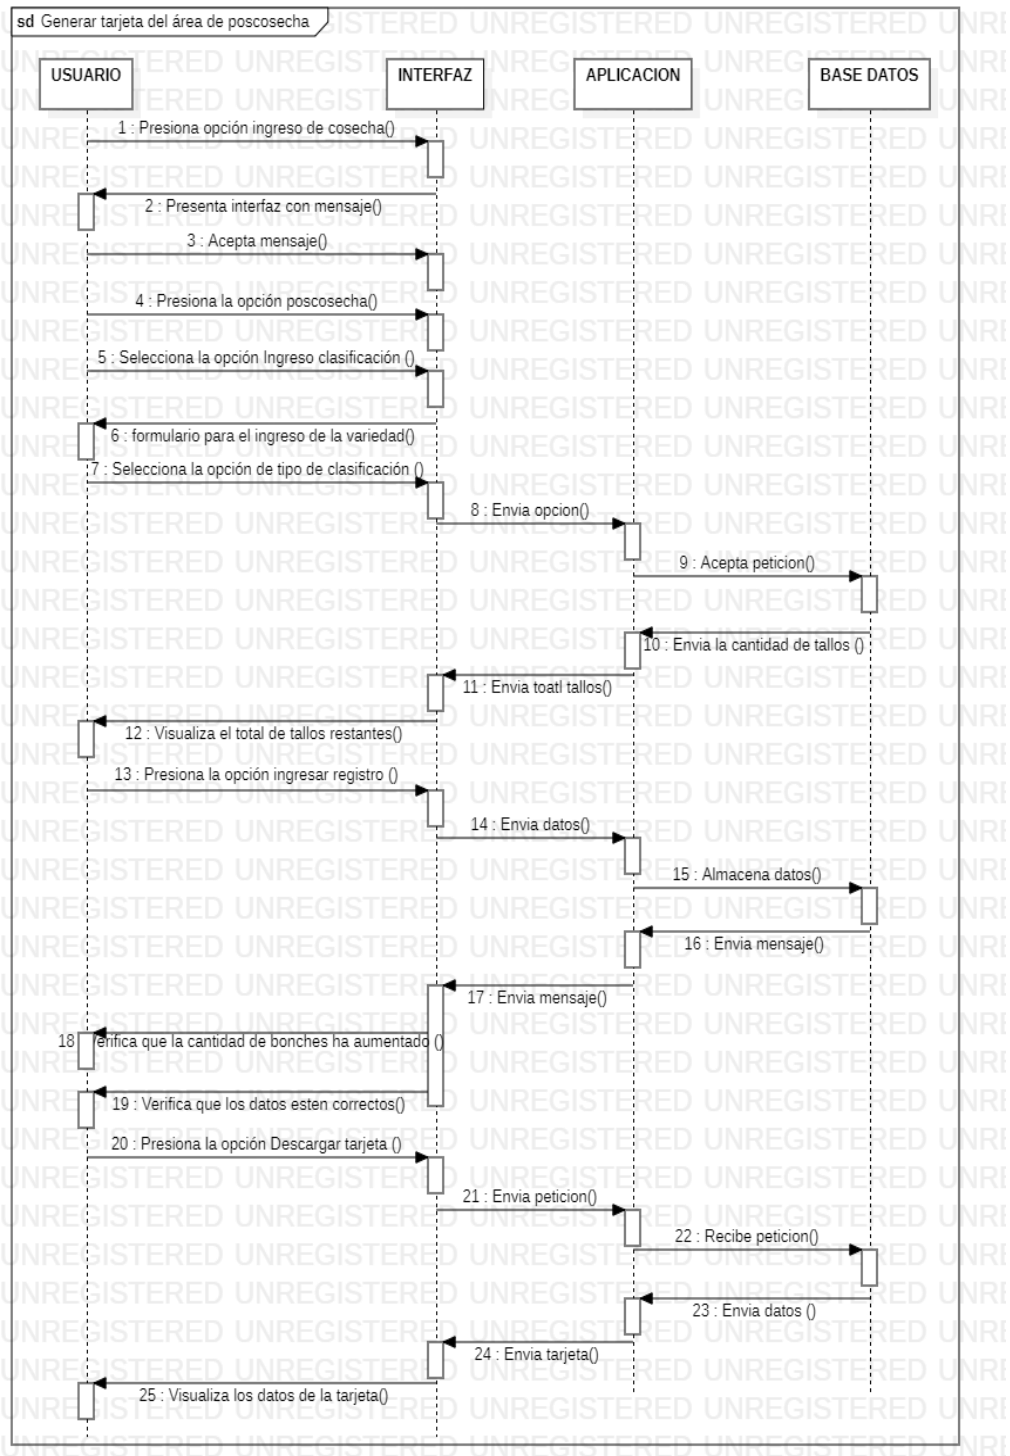 sd Generar tarjeta del área de poscosecha
USUARIO
INTERFAZ
APLICACION
BASE DATOS
1 : Presiona opción ingreso de cosecha()
2 : Presenta interfaz con mensaje()
3 : Acepta mensaje()
4 : Presiona la opción poscosecha()
5 : Selecciona la opción Ingreso clasificación ()
6 : formulario para el ingreso de la variedad()
7 : Selecciona la opción de tipo de clasificación ()
8 : Envia opcion()
9 : Acepta peticion()
10 : Envia la cantidad de tallos ()
11 : Envia toatl tallos()
12 : Visualiza el total de tallos restantes()
13 : Presiona la opción ingresar registro ()
14 : Envia datos()
15 : Almacena datos()
16 : Envia mensaje()
17 : Envia mensaje()
18 Verifica que la cantidad de bonches ha aumentado ()
19 : Verifica que los datos esten correctos()
20 : Presiona la opción Descargar tarjeta ()
21 : Envia peticion()
22 : Recibe peticion()
23 : Envia datos ()
24 : Envia tarjeta()
25 : Visualiza los datos de la tarjeta()